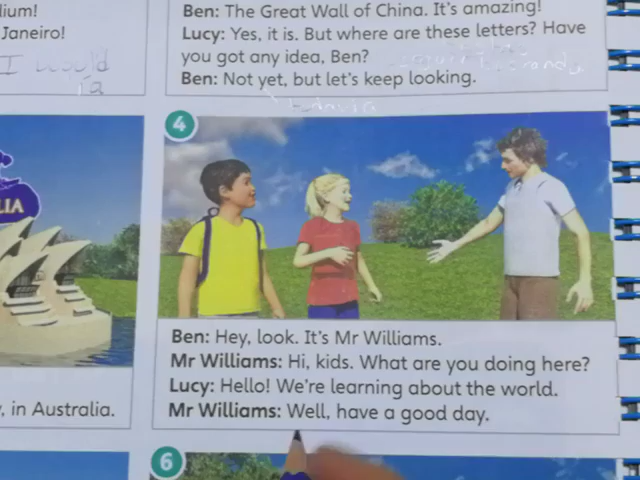 dium!
Janeiro!
I would
Ben: The Great Wall of China. It's amazing!
Lucy: Yes, it is. But where are these letters? Have
you got any idea, Ben?
Ben: Not yet, but let's keep looking.
todavía
4
LIA
Ben: Hey, look. It's Mr Williams.
Mr Williams: Hi, kids. What are you doing here?
Lucy: Hello! We're learning about the world.
Mr Williams: Well, have a good day.
, in Australia.
6